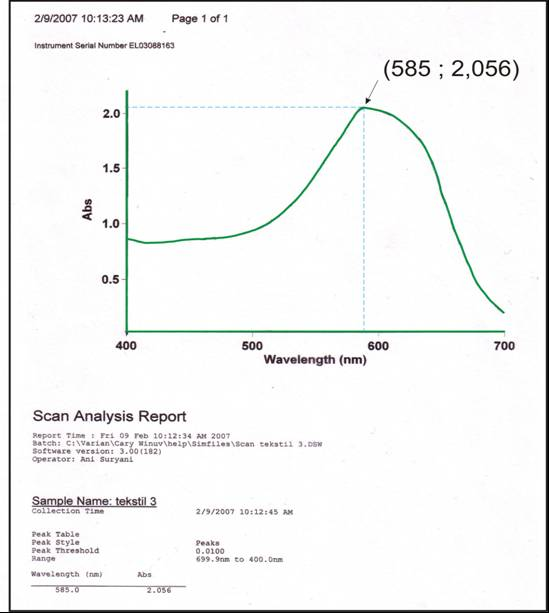 2/9/2007 10:13:23 AM Page 1 of 1
Instrument Serial Number EL03088163
(585 ; 2,056)
2.0
1.5
1.0
0.5
Abs
400 500 600 700
Wavelength (nm)
Scan Analysis Report
Report Time : Fri 09 Feb 10:12:34 AM 2007
Batch: C:\Varian\Cary Winuv\help\Simfiles\Scan tekstil 3.DSW
Software version: 3.00(182)
Operator: Ani Suryani
Sample Name: tekstil 3
Collection Time 2/9/2007 10:12:45 AM
Peak Table
Peak Style Peaks
Peak Threshold 0.0100
Range 699.9nm to 400.0nm
Wavelength (nm) Abs
585.0 2.056